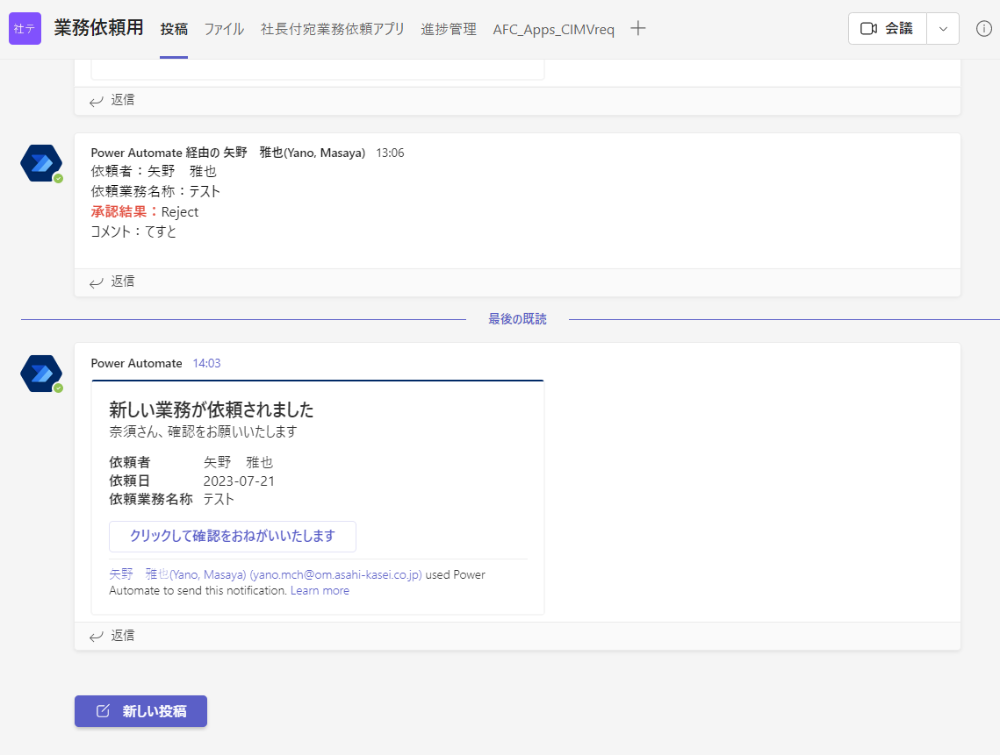 社テ
業務依頼用
投稿
ファイル
社長付宛業務依頼アプリ
進捗管理
AFC_Apps_CIMVreq
会議
返信
Power Automate 経由の 矢野　雅也(Yano, Masaya) 13:06
依頼者：矢野　雅也
依頼業務名称：テスト
承認結果：Reject
コメント：てすと
返信
最後の既読
Power Automate 14:03
新しい業務が依頼されました
奈須さん、確認をお願いいたします
依頼者 矢野　雅也
依頼日 2023-07-21
依頼業務名称 テスト
クリックして確認をおねがいいたします
矢野　雅也(Yano, Masaya) (yano.mch@om.asahi-kasei.co.jp) used Power
Automate to send this notification. Learn more
返信
新しい投稿